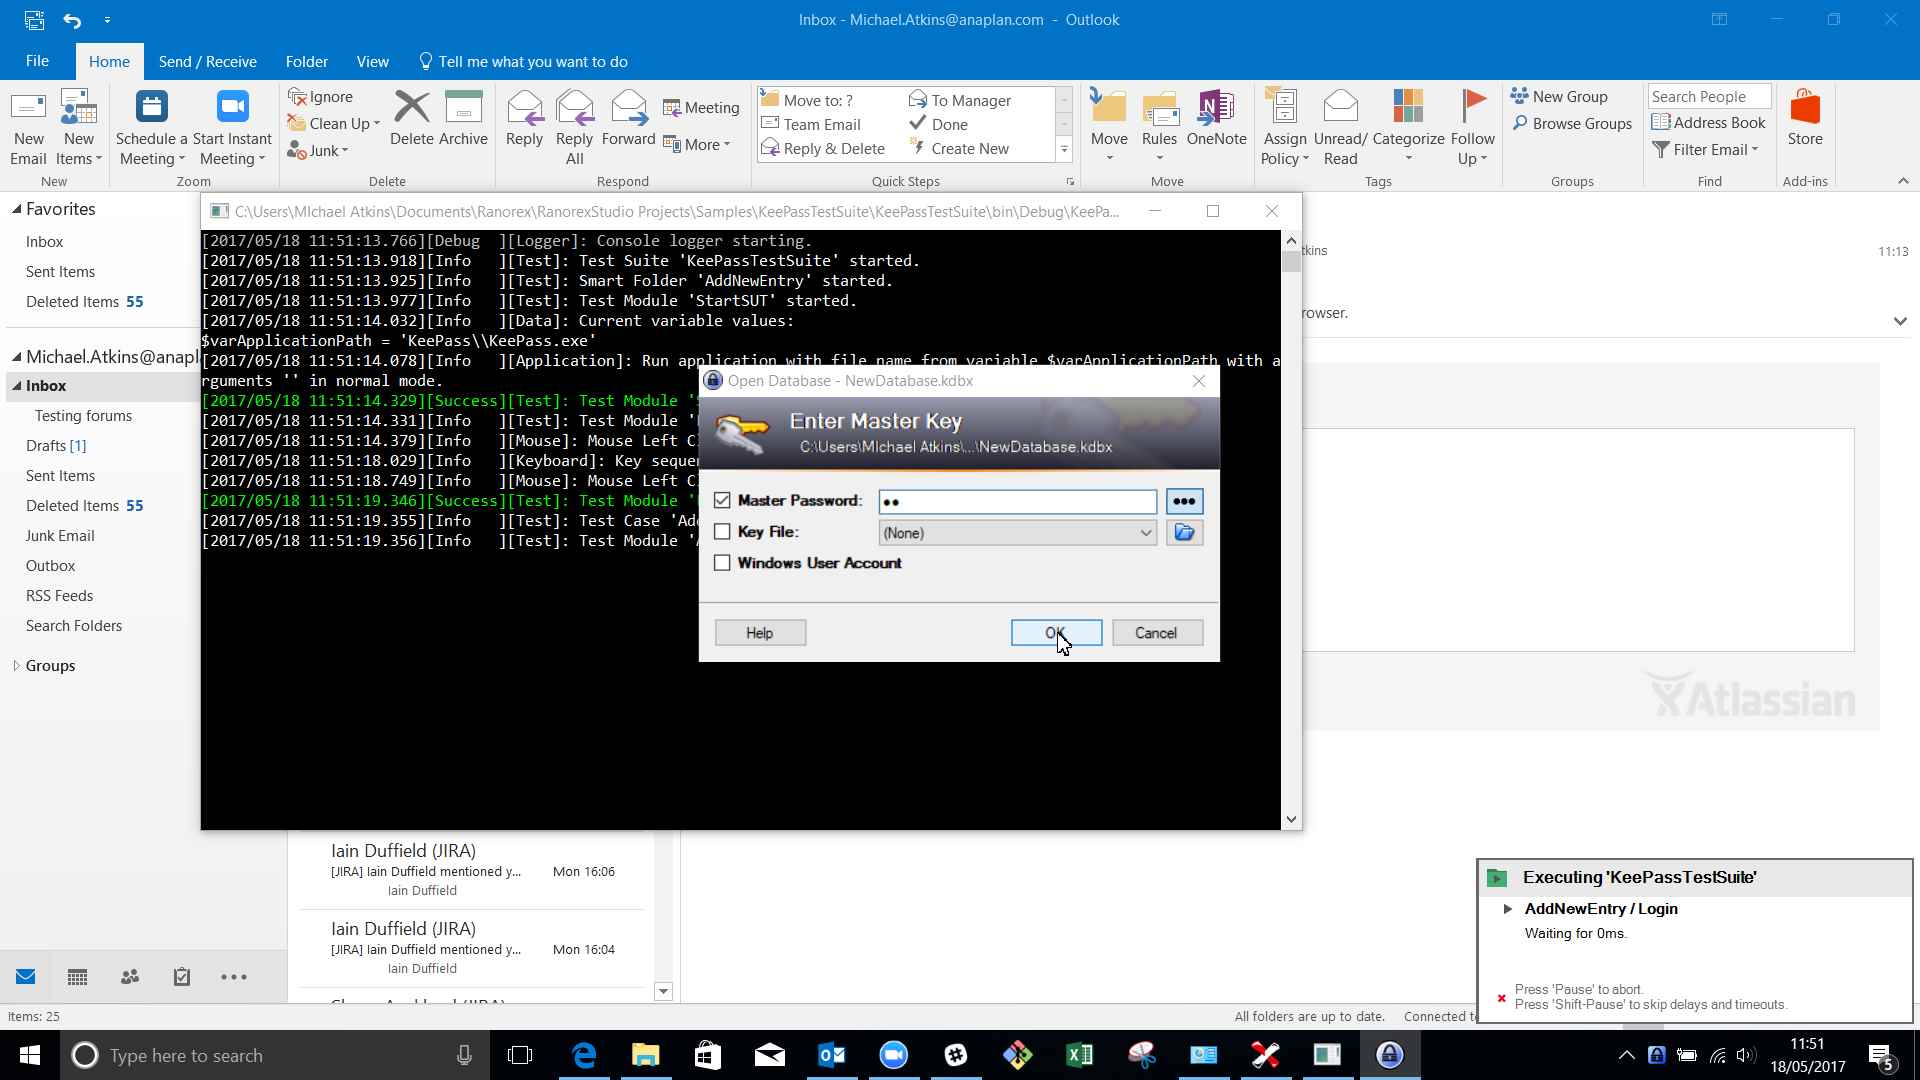 Inbox - Michael.Atkins@anaplan.com - Outlook
File
Home
Send / Receive
Folder
View
Tell me what you want to do
New Email
New Items
New
Schedule a Meeting
Start Instant Meeting
Zoom
Ignore
Clean Up
Junk
Delete
Archive
Delete
Reply
Reply All
Forward
Meeting
More
Respond
Move to: ?
Team Email
Reply & Delete
To Manager
Done
Create New
Quick Steps
Move
Rules
OneNote
Move
Assign Policy
Unread/ Read
Categorize
Follow Up
Tags
New Group
Browse Groups
Groups
Search People
Address Book
Filter Email
Find
Store
Add-ins
Favorites
Inbox
Sent Items
Deleted Items 55
Michael.Atkins@anapl
Inbox
Testing forums
Drafts [1]
Sent Items
Deleted Items 55
Junk Email
Outbox
RSS Feeds
Search Folders
Groups
C:\Users\MIchael Atkins\Documents\Ranorex\RanorexStudio Projects\Samples\KeePassTestSuite\KeePassTestSuite\bin\Debug\KeePa...
[2017/05/18 11:51:13.766][Debug  ][Logger]: Console logger starting.
[2017/05/18 11:51:13.918][Info   ][Test]: Test Suite 'KeePassTestSuite' started.
[2017/05/18 11:51:13.925][Info   ][Test]: Smart Folder 'AddNewEntry' started.
[2017/05/18 11:51:13.977][Info   ][Test]: Test Module 'StartSUT' started.
[2017/05/18 11:51:14.032][Info   ][Data]: Current variable values:
$varApplicationPath = 'KeePass\\KeePass.exe'
[2017/05/18 11:51:14.078][Info   ][Application]: Run application with file name from variable $varApplicationPath with a
rguments '' in normal mode.
[2017/05/18 11:51:14.329][Success][Test]: Test Module '
[2017/05/18 11:51:14.331][Info   ][Test]: Test Module '
[2017/05/18 11:51:14.379][Info   ][Mouse]: Mouse Left C
[2017/05/18 11:51:18.029][Info   ][Keyboard]: Key sequen
[2017/05/18 11:51:18.749][Info   ][Mouse]: Mouse Left C
[2017/05/18 11:51:19.346][Success][Test]: Test Module '
[2017/05/18 11:51:19.355][Info   ][Test]: Test Case 'Ad
[2017/05/18 11:51:19.356][Info   ][Test]: Test Module '
Open Database - NewDatabase.kdbx
Enter Master Key
C:\Users\MIchael Atkins\...\NewDatabase.kdbx
Master Password:
Key File:
(None)
Windows User Account
Help
OK
Cancel
tkins
11:13
rowser.
Atlassian
Iain Duffield (JIRA)
[JIRA] Iain Duffield mentioned y... Mon 16:06
Iain Duffield
Iain Duffield (JIRA)
[JIRA] Iain Duffield mentioned y... Mon 16:04
Iain Duffield
Executing 'KeePassTestSuite'
AddNewEntry / Login
Waiting for 0ms.
Press 'Pause' to abort.
Press 'Shift-Pause' to skip delays and timeouts.
Items: 25
All folders are up to date.
Connected t
Type here to search
11:51
18/05/2017
5